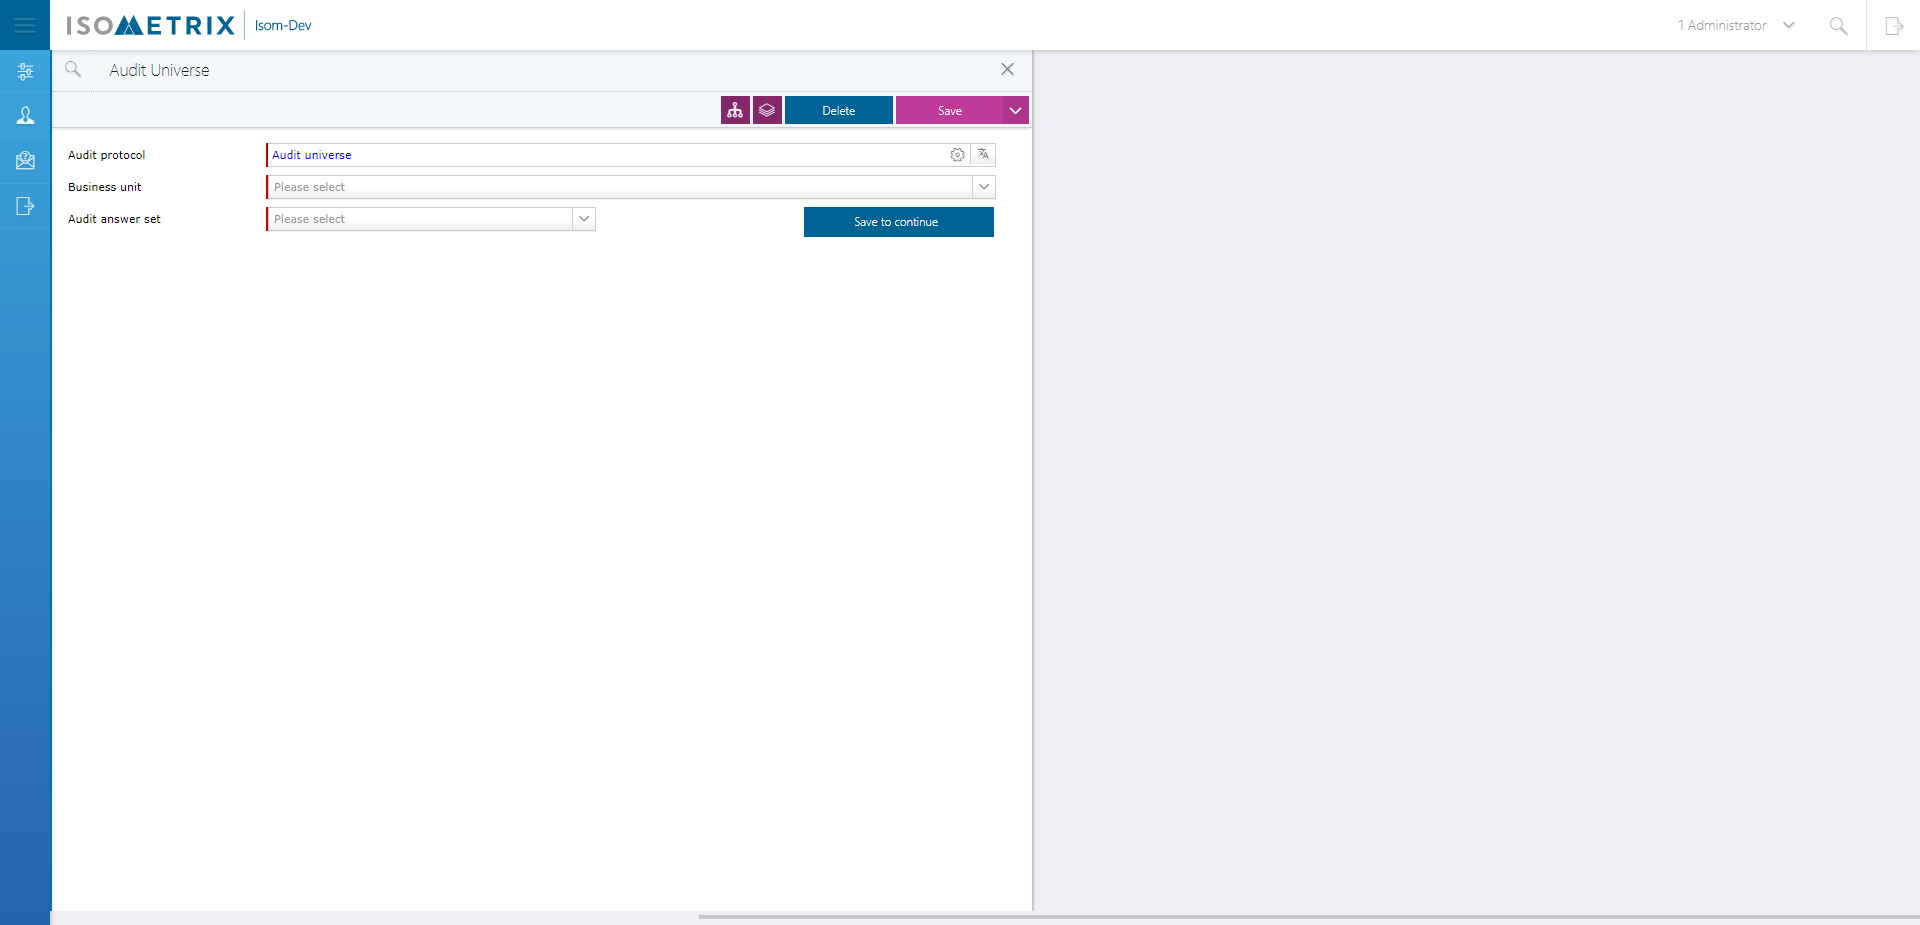 ISOMETRIX Isom-Dev 1 Administrator
Audit Universe
Delete Save
Audit protocol Audit universe
Business unit Please select
Audit answer set Please select Save to continue